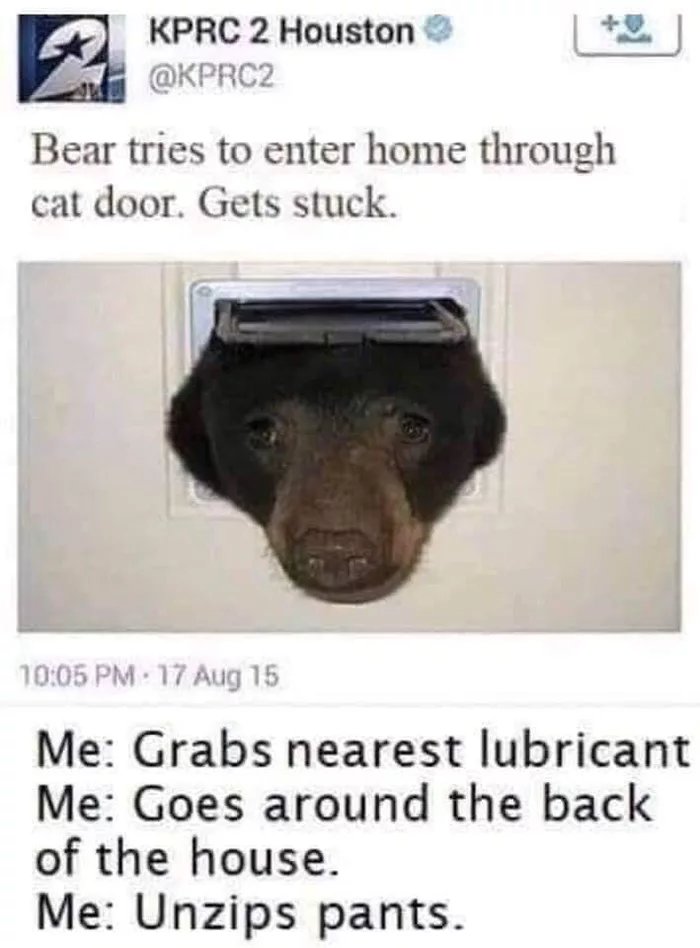 KPRC 2 Houston
@KPRC2
Bear tries to enter home through
cat door. Gets stuck.
10:05 PM · 17 Aug 15
Me: Grabs nearest lubricant
Me: Goes around the back
of the house.
Me: Unzips pants.